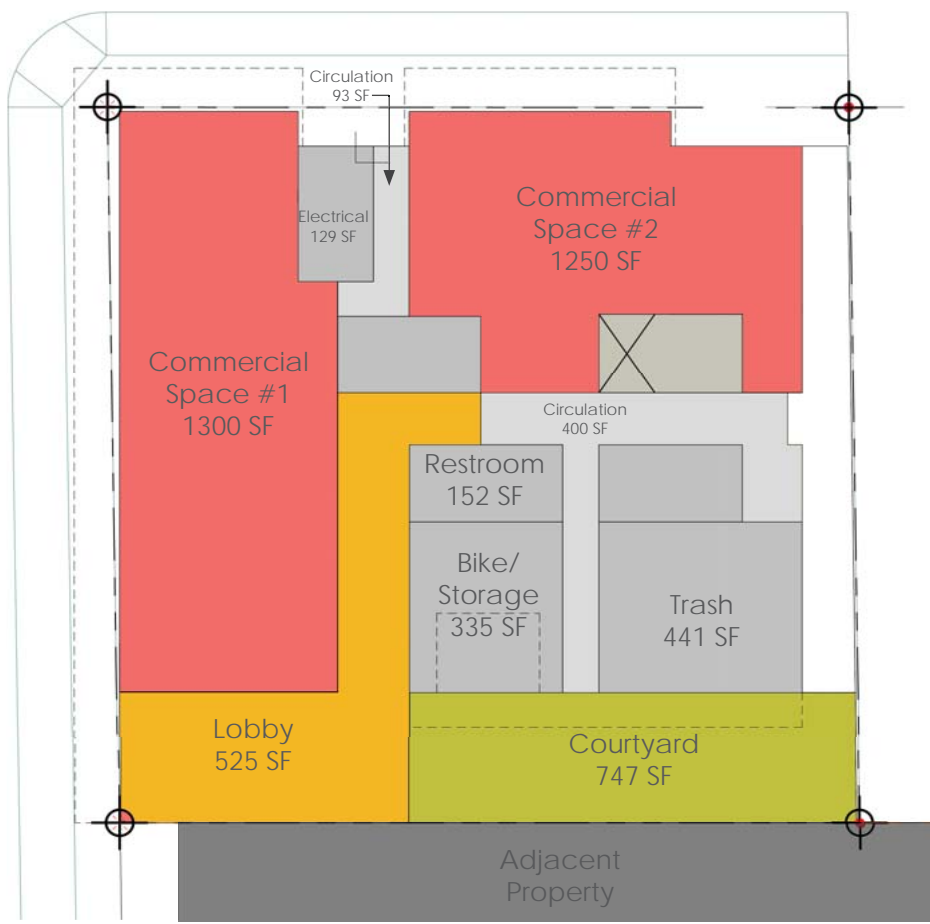 Circulation
93 SF
Electrical
129 SF
Commercial
Space #2
1250 SF
Commercial
Space #1
1300 SF
Circulation
400 SF
Restroom
152 SF
Bike/
Storage
335 SF
Trash
441 SF
Lobby
525 SF
Courtyard
747 SF
Adjacent
Property